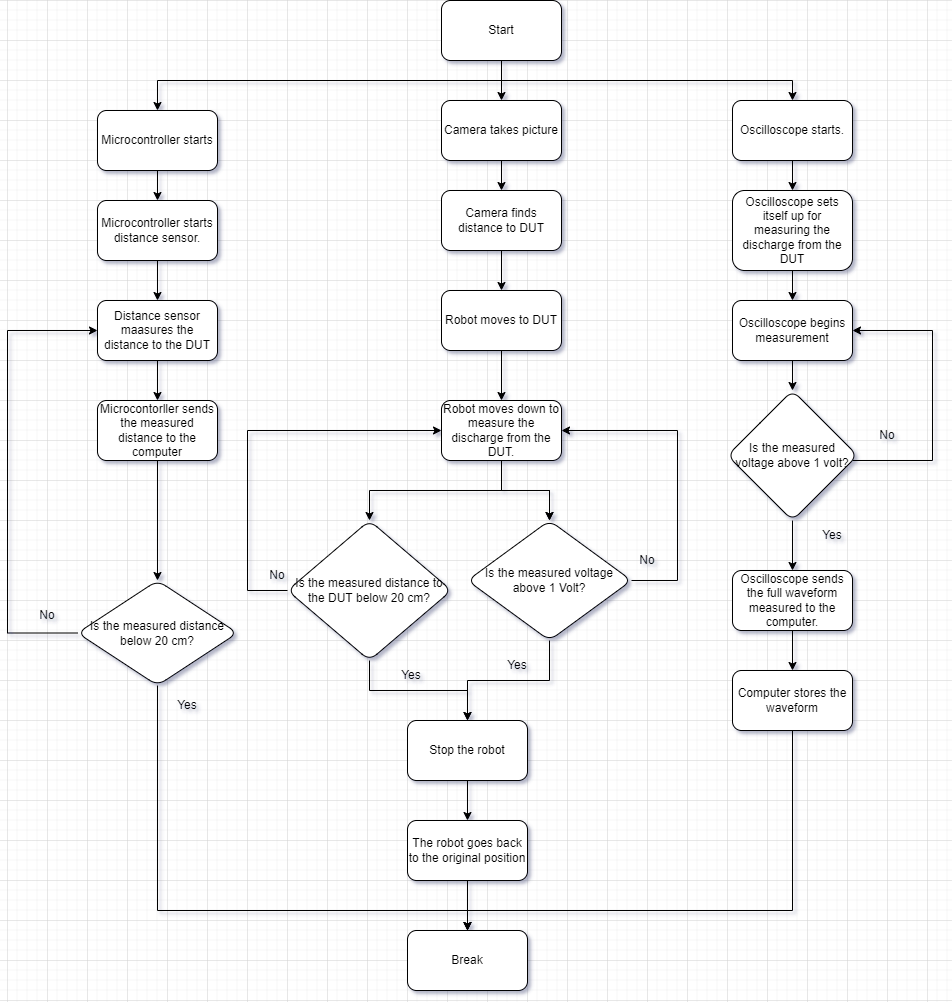 Start
Microcontroller starts
Camera takes picture
Oscilloscope starts.
Microcontroller starts
distance sensor.
Camera finds
distance to DUT
Oscilloscope sets
itself up for
measuring the
discharge from the
DUT
Distance sensor
maasures the
distance to the DUT
Robot moves to DUT
Oscilloscope begins
measurement
Microcontorller sends
the measured
distance to the
computer
Robot moves down to
measure the
discharge from the
DUT.
Is the measured
voltage above 1 volt?
No
Yes
Is the measured distance to
the DUT below 20 cm?
No
Yes
Is the measured voltage
above 1 Volt?
No
Yes
Oscilloscope sends
the full waveform
measured to the
computer.
Is the measured distance
below 20 cm?
No
Yes
Computer stores the
waveform
Stop the robot
The robot goes back
to the original position
Break